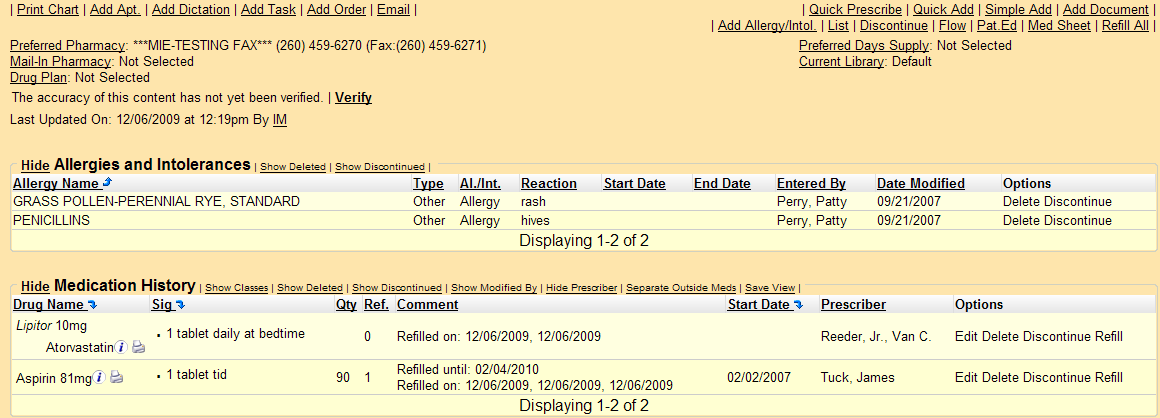 | Print Chart | Add Apt. | Add Dictation | Add Task | Add Order | Email |
| Quick Prescribe | Quick Add | Simple Add | Add Document |
| Add Allergy/Intol. | List | Discontinue | Flow | Pat.Ed | Med Sheet | Refill All |
Preferred Pharmacy: ***MIE-TESTING FAX*** (260) 459-6270 (Fax:(260) 459-6271)
Mail-In Pharmacy: Not Selected
Drug Plan: Not Selected
Preferred Days Supply: Not Selected
Current Library: Default
The accuracy of this content has not yet been verified. | Verify
Last Updated On: 12/06/2009 at 12:19pm By IM
Hide Allergies and Intolerances | Show Deleted | Show Discontinued |
Allergy Name Type Al./Int. Reaction Start Date End Date Entered By Date Modified Options
GRASS POLLEN-PERENNIAL RYE, STANDARD Other Allergy rash Perry, Patty 09/21/2007 Delete Discontinue
PENICILLINS Other Allergy hives Perry, Patty 09/21/2007 Delete Discontinue
Displaying 1-2 of 2
Hide Medication History | Show Classes | Show Deleted | Show Discontinued | Show Modified By | Hide Prescriber | Separate Outside Meds | Save View |
Drug Name Sig Qty Ref. Comment Start Date Prescriber Options
Lipitor 10mg
Atorvastatin i • 1 tablet daily at bedtime 0 Refilled on: 12/06/2009, 12/06/2009 Reeder, Jr., Van C. Edit Delete Discontinue Refill
Aspirin 81mg i • 1 tablet tid 90 1 Refilled until: 02/04/2010
Refilled on: 12/06/2009, 12/06/2009, 12/06/2009 02/02/2007 Tuck, James Edit Delete Discontinue Refill
Displaying 1-2 of 2